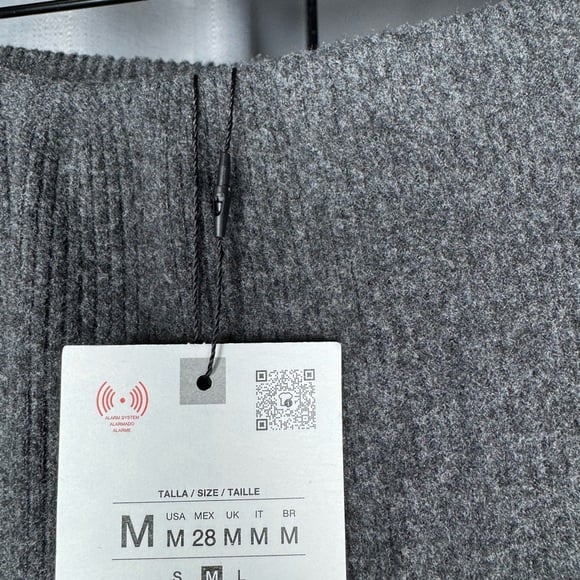 ALARM SYSTEM
ALARMADO
ALARME
TALLA / SIZE / TAILLE
USA MEX UK IT BR
M M 28 M M M
S M L